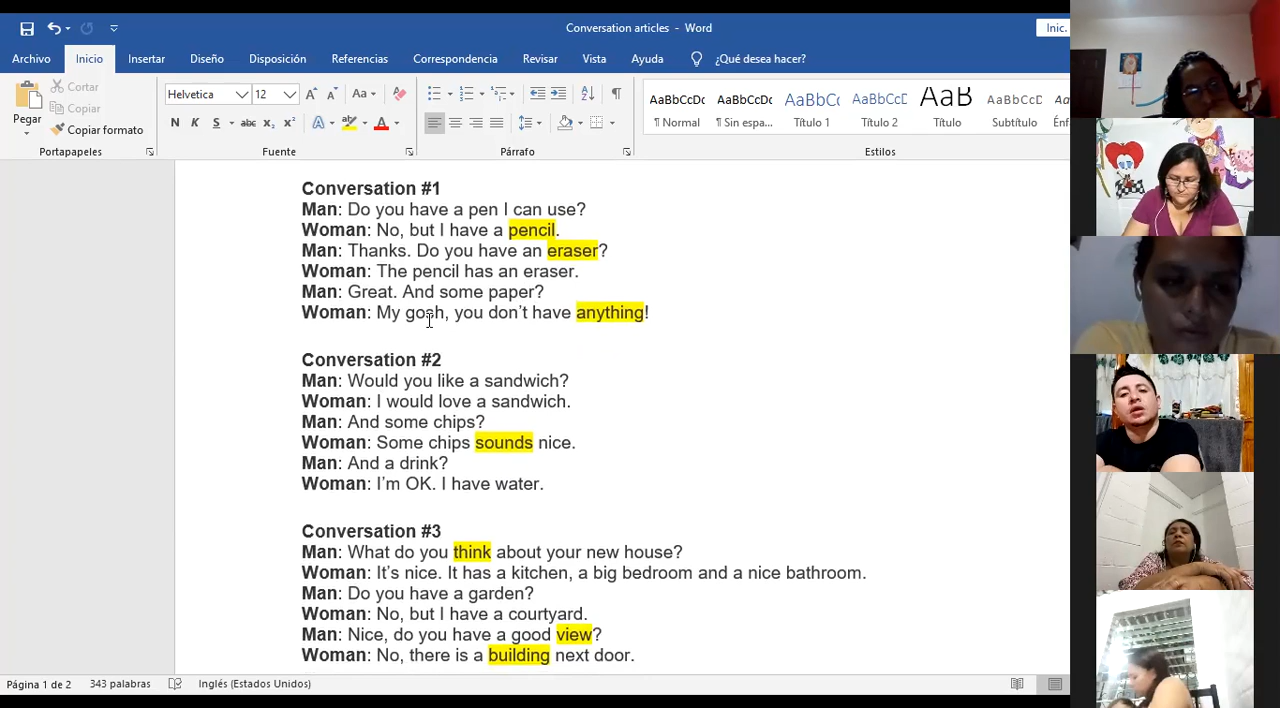 Conversation articles - Word
Inic.
Archivo Inicio Insertar Diseño Disposición Referencias Correspondencia Revisar Vista Ayuda ¿Qué desea hacer?
Pegar
Cortar
Copiar
Copiar formato
Portapapeles
Helvetica 12
N K S abc x₂ x²
Fuente
Párrafo
AaBbCcDc AaBbCcDc AaBbC AaBbCcD AaB AaBbCcD
¶ Normal ¶ Sin espa... Título 1 Título 2 Título Subtítulo
Estilos
Conversation #1
Man: Do you have a pen I can use?
Woman: No, but I have a pencil.
Man: Thanks. Do you have an eraser?
Woman: The pencil has an eraser.
Man: Great. And some paper?
Woman: My gosh, you don't have anything!
Conversation #2
Man: Would you like a sandwich?
Woman: I would love a sandwich.
Man: And some chips?
Woman: Some chips sounds nice.
Man: And a drink?
Woman: I'm OK. I have water.
Conversation #3
Man: What do you think about your new house?
Woman: It's nice. It has a kitchen, a big bedroom and a nice bathroom.
Man: Do you have a garden?
Woman: No, but I have a courtyard.
Man: Nice, do you have a good view?
Woman: No, there is a building next door.
Página 1 de 2 343 palabras Inglés (Estados Unidos)